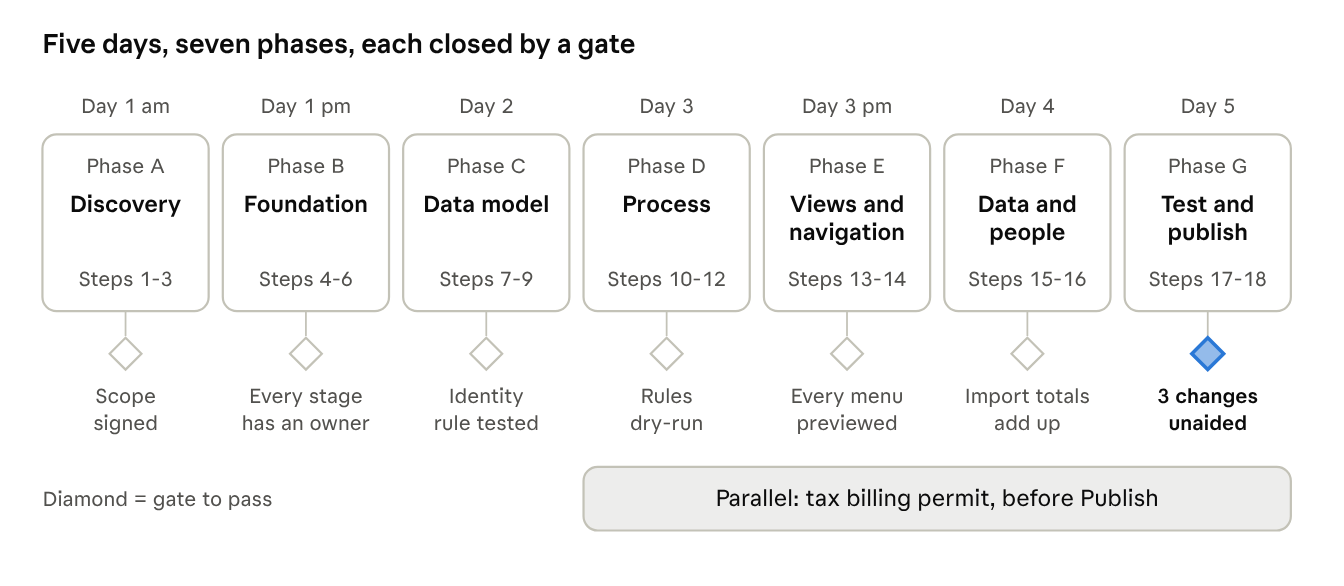 Five days, seven phases, each closed by a gate
Day 1 am
Day 1 pm
Day 2
Day 3
Day 3 pm
Day 4
Day 5
Phase A
Discovery
Steps 1-3
Phase B
Foundation
Steps 4-6
Phase C
Data model
Steps 7-9
Phase D
Process
Steps 10-12
Phase E
Views and
navigation
Steps 13-14
Phase F
Data and
people
Steps 15-16
Phase G
Test and
publish
Steps 17-18
Scope
signed
Every stage
has an owner
Identity
rule tested
Rules
dry-run
Every menu
previewed
Import totals
add up
3 changes
unaided
Diamond = gate to pass
Parallel: tax billing permit, before Publish